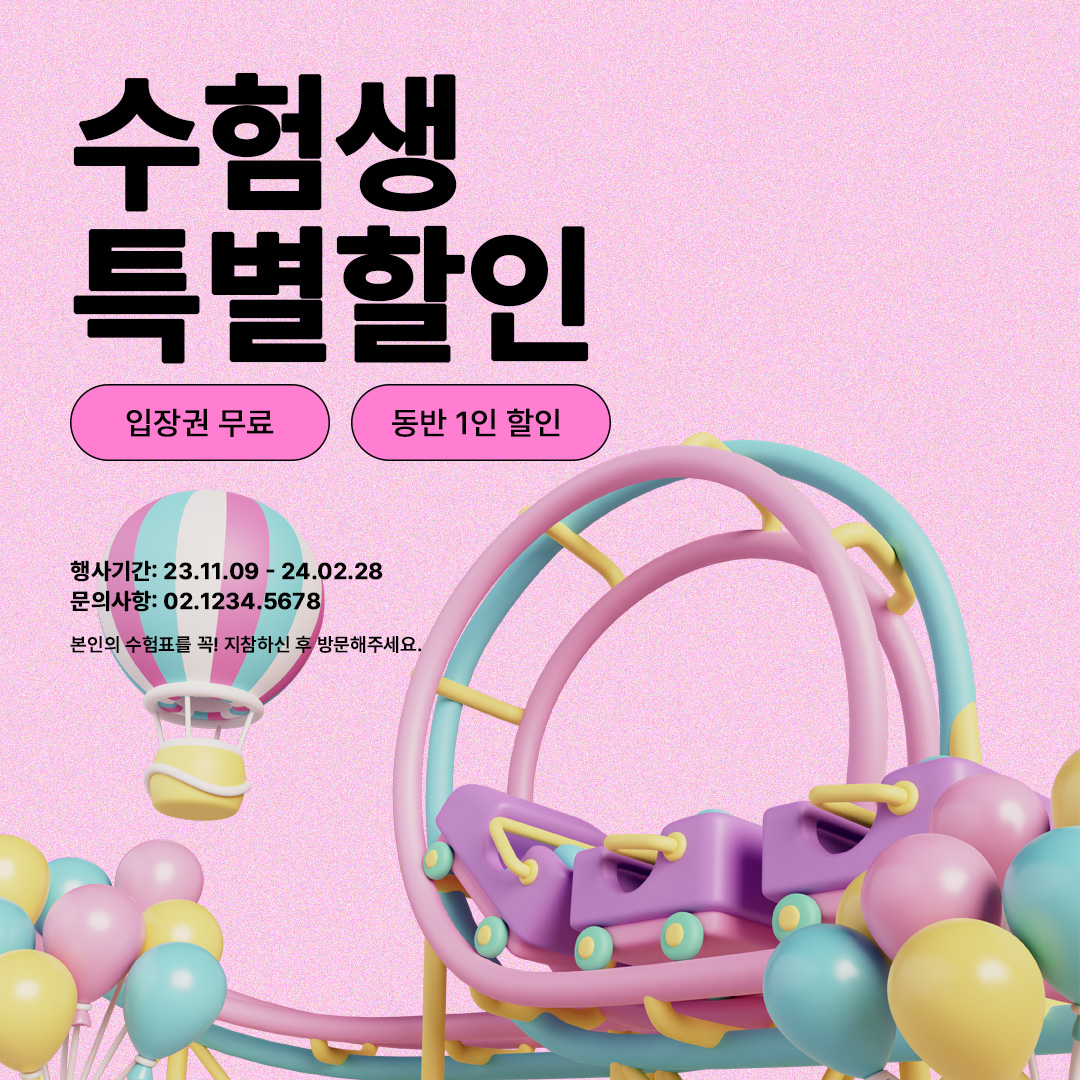 수험생
특별할인
입장권 무료
동반 1인 할인
행사기간: 23.11.09 - 24.02.28
문의사항: 02.1234.5678
본인의 수험표를 꼭! 지참하신 후 방문해주세요.